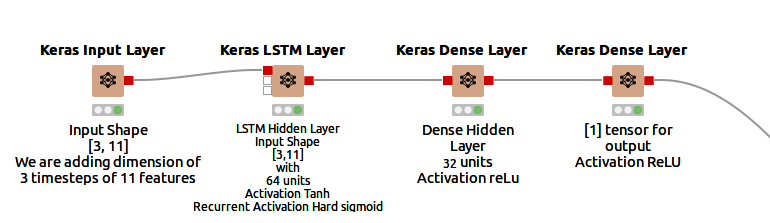 Keras Input Layer
Keras LSTM Layer
Keras Dense Layer
Keras Dense Layer
Input Shape
[3, 11]
We are adding dimension of
3 timesteps of 11 features
LSTM Hidden Layer
Input Shape
[3,11]
with
64 units
Activation Tanh
Recurrent Activation Hard sigmoid
Dense Hidden
Layer
32 units
Activation reLu
[1] tensor for
output
Activation ReLU